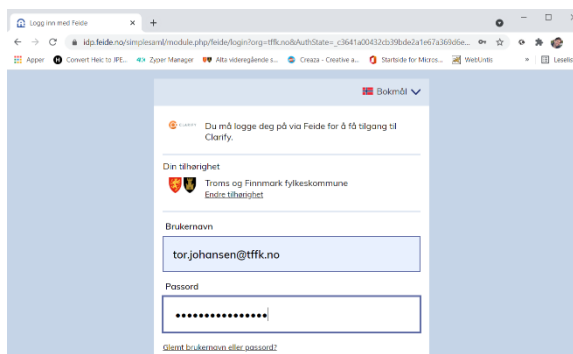 Logg inn med Feide
idp.feide.no/simplesaml/module.php/feide/login?org=tffk.no&AuthState=_c3641a00432cb39bde2a1e67a369d6e...
Apper Convert Heic to JPE... Zyper Manager Alta videregående s... Creaza - Creative a... Startside for Micros... WebUntis » Leselis
Bokmål
Du må logge deg på via Feide for å få tilgang til
Clarify.
Din tilhørighet
Troms og Finnmark fylkeskommune
Endre tilhørighet
Brukernavn
tor.johansen@tffk.no
Passord
Glemt brukernavn eller passord?